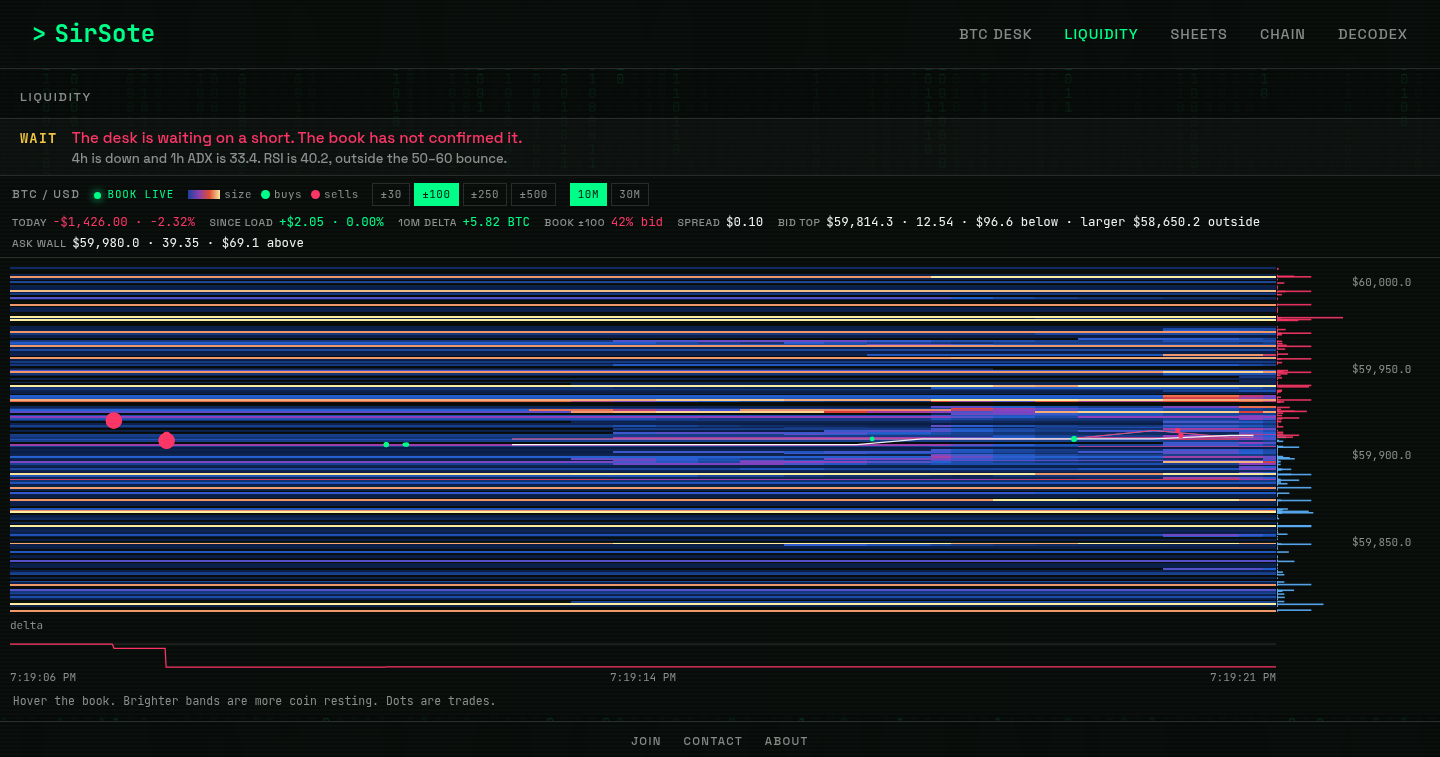 > SirSote
BTC DESK LIQUIDITY SHEETS CHAIN DECODEX
LIQUIDITY
WAIT The desk is waiting on a short. The book has not confirmed it.
4h is down and 1h ADX is 33.4. RSI is 40.2, outside the 50–60 bounce.
BTC / USD BOOK LIVE size buys sells ±30 ±100 ±250 ±500 10M 30M
TODAY -$1,426.00 · -2.32% SINCE LOAD +$2.05 · 0.00% 10M DELTA +5.82 BTC BOOK ±100 42% bid SPREAD $0.10 BID TOP $59,814.3 · 12.54 · $96.6 below · larger $58,650.2 outside
ASK WALL $59,980.0 · 39.35 · $69.1 above
$60,000.0
$59,950.0
$59,900.0
$59,850.0
delta
7:19:06 PM 7:19:14 PM 7:19:21 PM
Hover the book. Brighter bands are more coin resting. Dots are trades.
JOIN CONTACT ABOUT